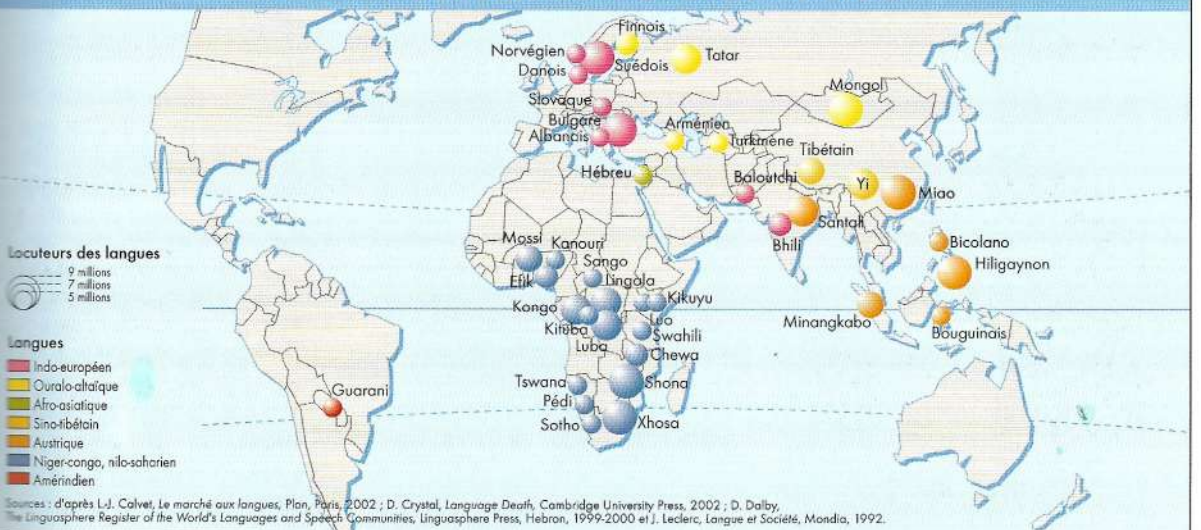 Finnois
Norvégien
Tatar
Suédois
Danois
Mongol
Slovaque
Bulgare
Arménien
Albanais
Turkmène
Tibétain
Hébreu
Baloutchi
Yi
Miao
Santali
Bhili
Mossi
Kanouri
Bicolano
Sango
Hiligaynon
Efik
Lingala
Kikuyu
Kongo
Luo
Minangkabo
Kituba
Swahili
Bouguinais
Luba
Chewa
Tswana
Shona
Pédi
Sotho
Xhosa
Guarani
Locuteurs des langues
9 millions
7 millions
5 millions
Langues
Indo-européen
Ouralo-altaïque
Afro-asiatique
Sino-tibétain
Austrique
Niger-congo, nilo-saharien
Amérindien
Sources : d'après L.-J. Calvet, Le marché aux langues, Plon, Paris, 2002 ; D. Crystal, Language Death, Cambridge University Press, 2002 ; D. Dalby,
The Linguasphere Register of the World's Languages and Speech Communities, Linguasphere Press, Hebron, 1999-2000 et J. Leclerc, Langue et Société, Mondia, 1992.